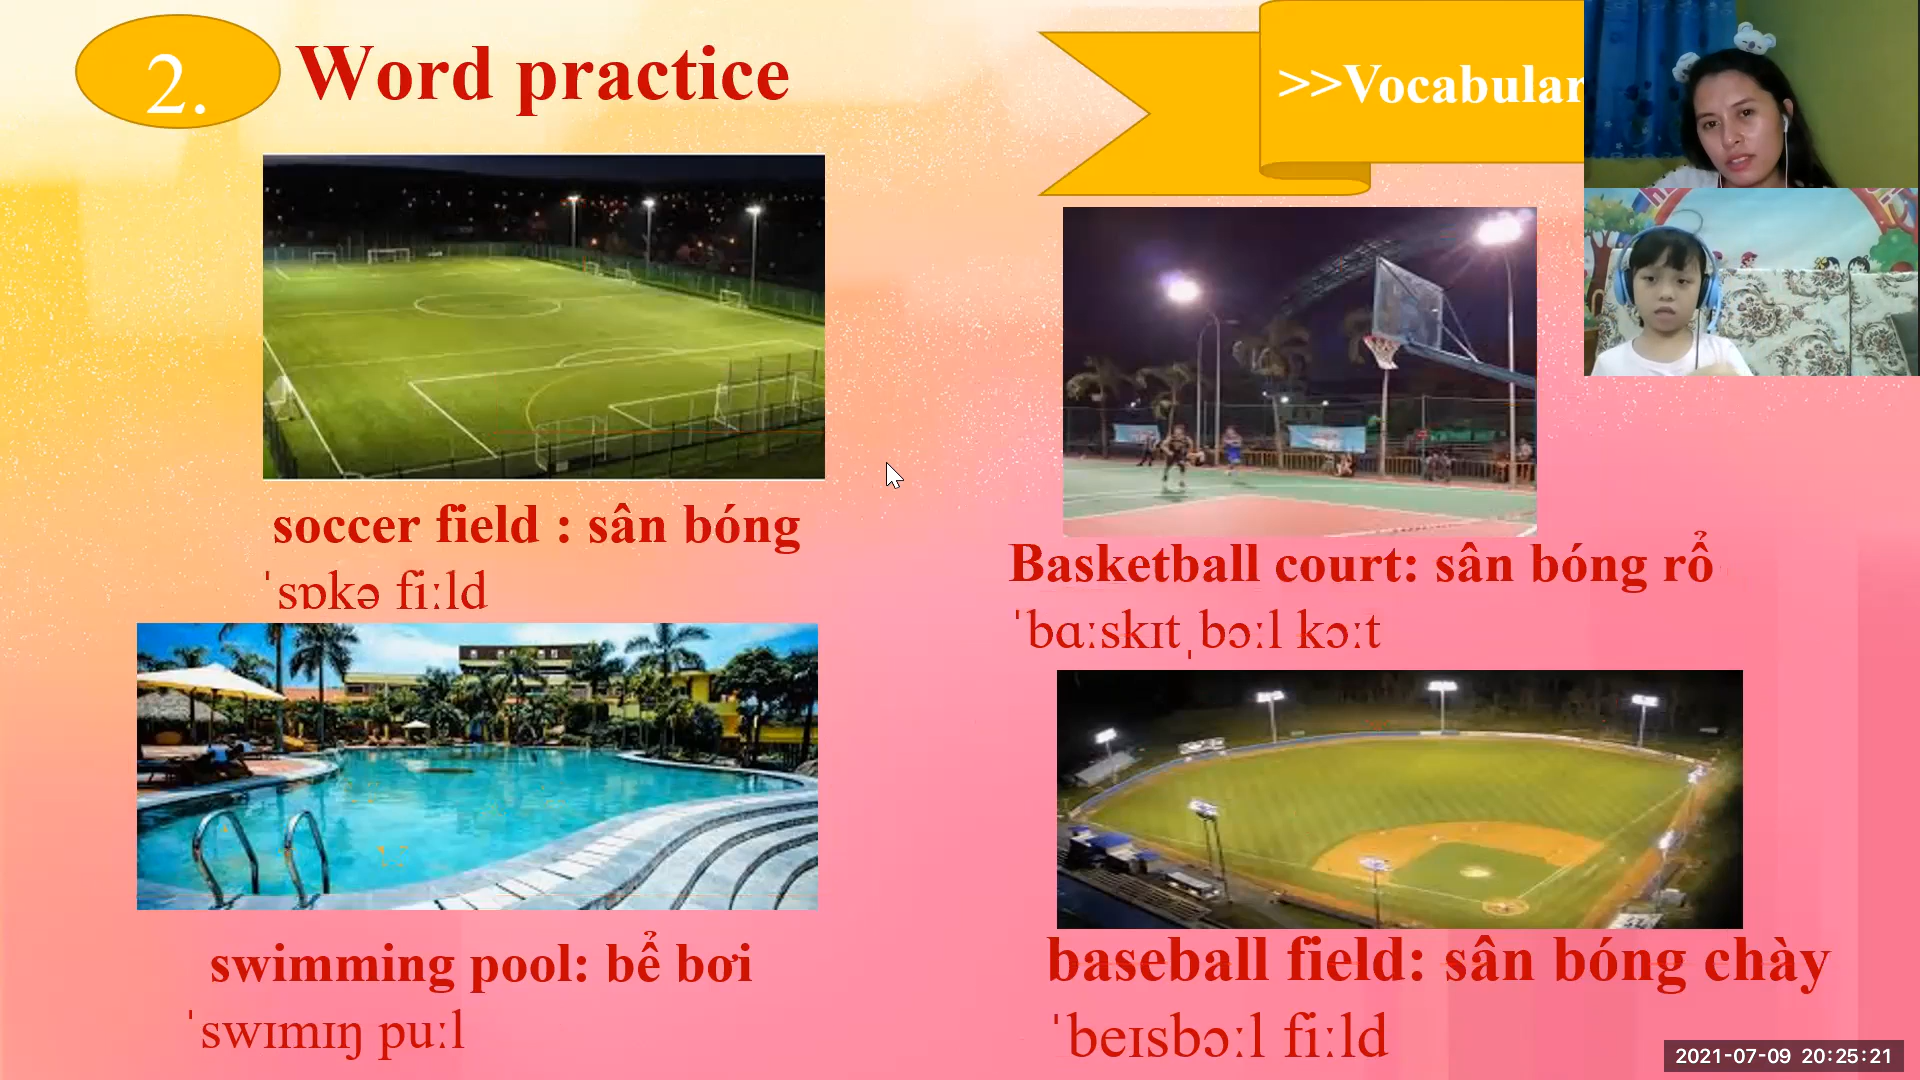 2.
Word practice
>>Vocabular
soccer field : sân bóng
ˈsɒkə fiːld
Basketball court: sân bóng rổ
ˈbɑːskɪtˌbɔːl kɔːt
swimming pool: bể bơi
ˈswɪmɪŋ puːl
baseball field: sân bóng chày
ˈbeɪsbɔːl fiːld
2021-07-09 20:25:21